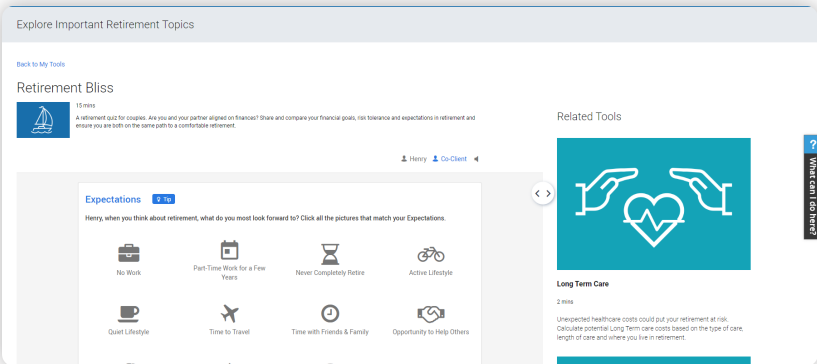 Explore Important Retirement Topics
Back to My Tools
Retirement Bliss
15 mins
A retirement quiz for couples. Are you and your partner aligned on finances? Share and compare your financial goals, risk tolerance and expectations in retirement and
ensure you are both on the same path to a comfortable retirement.
Henry Co-Client
Expectations
Tip
Henry, when you think about retirement, what do you most look forward to? Click all the pictures that match your Expectations.
No Work
Part-Time Work for a Few
Years
Never Completely Retire
Active Lifestyle
Quiet Lifestyle
Time to Travel
Time with Friends & Family
Opportunity to Help Others
Related Tools
Long Term Care
2 mins
Unexpected healthcare costs could put your retirement at risk.
Calculate potential Long Term care costs based on the type of care,
length of care and where you live in retirement.
? What can I do here?